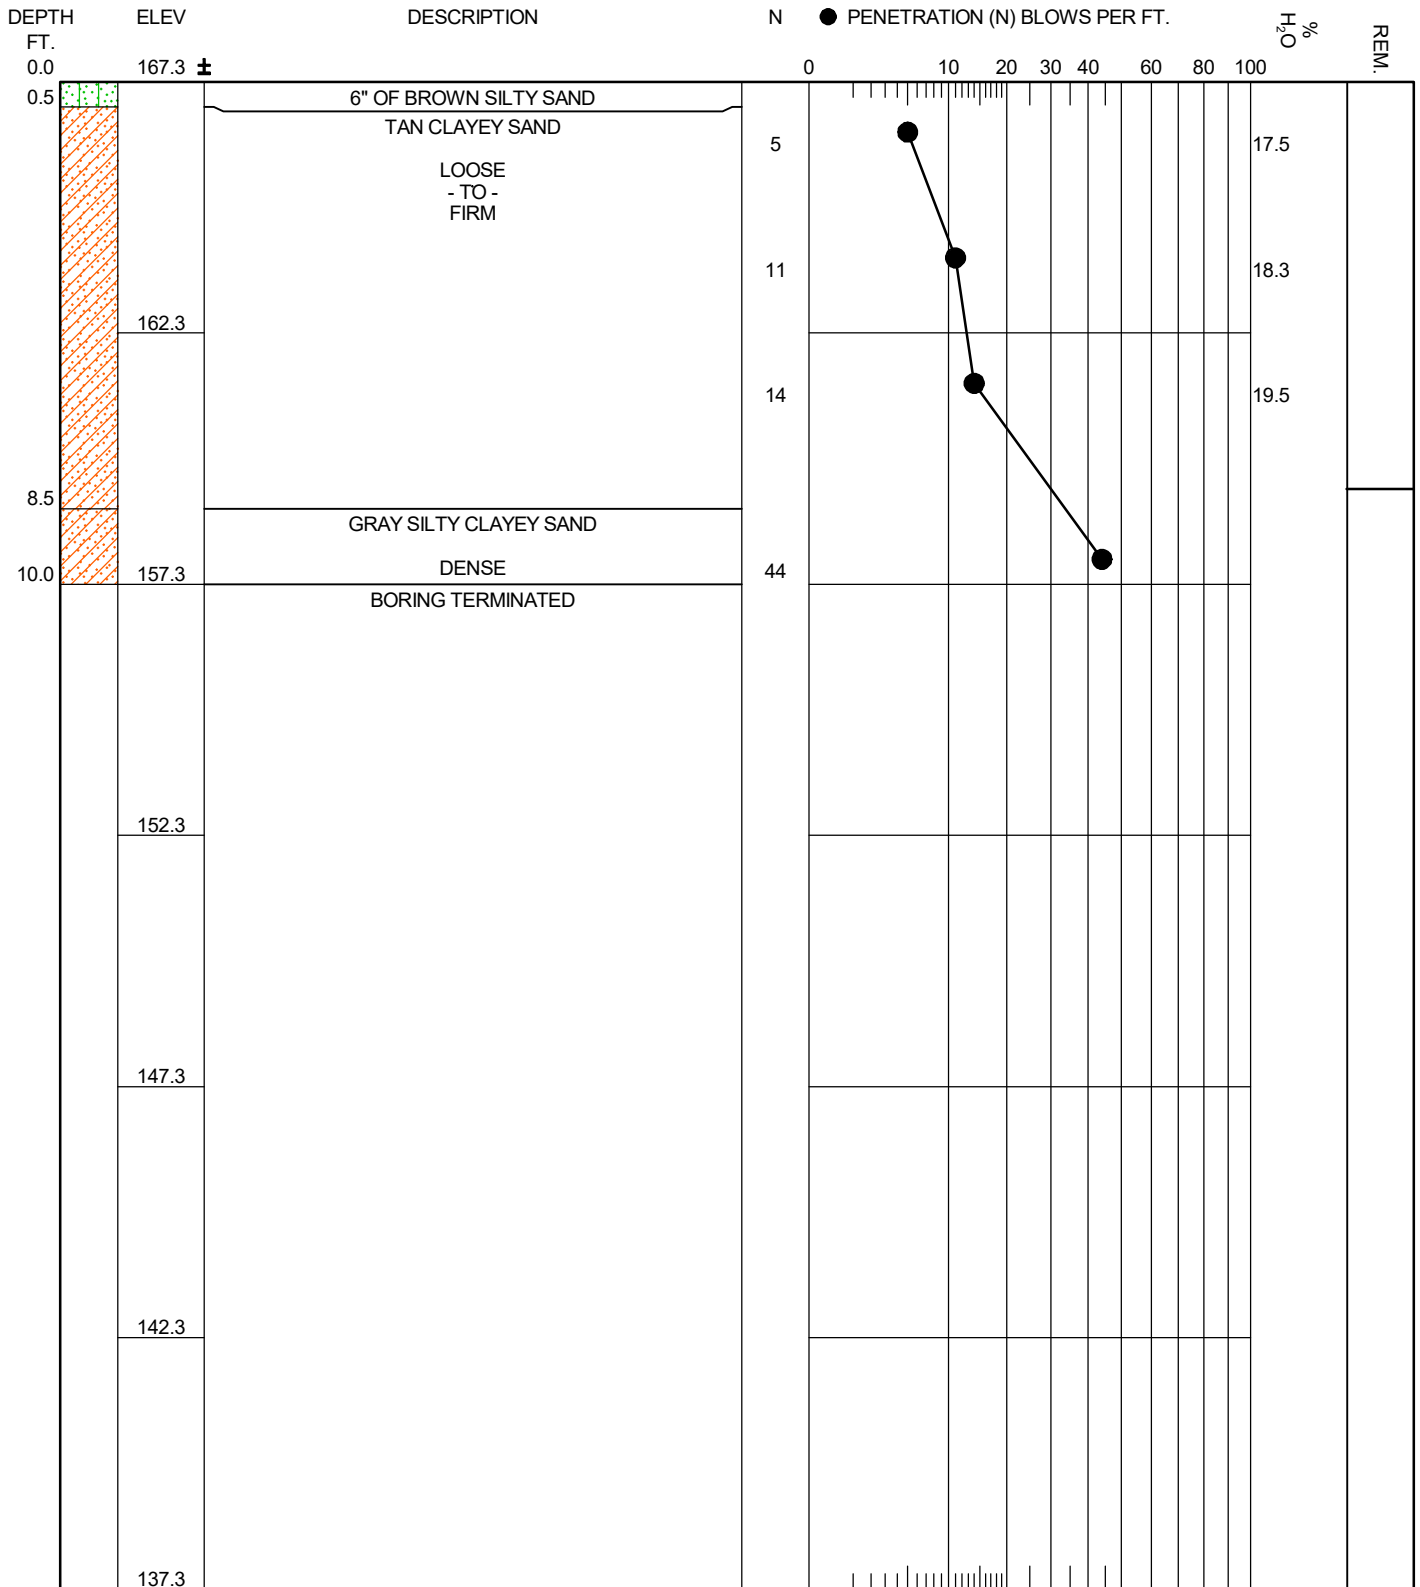 DEPTH ELEV DESCRIPTION N PENETRATION (N) BLOWS PER FT. % H₂O REM.
FT.
0.0 167.3 ± 0 10 20 30 40 60 80 100
0.5 6" OF BROWN SILTY SAND
TAN CLAYEY SAND
5 17.5
LOOSE
- TO -
FIRM
11 18.3
162.3
14 19.5
8.5
GRAY SILTY CLAYEY SAND
DENSE
10.0 157.3 44
BORING TERMINATED
152.3
147.3
142.3
137.3